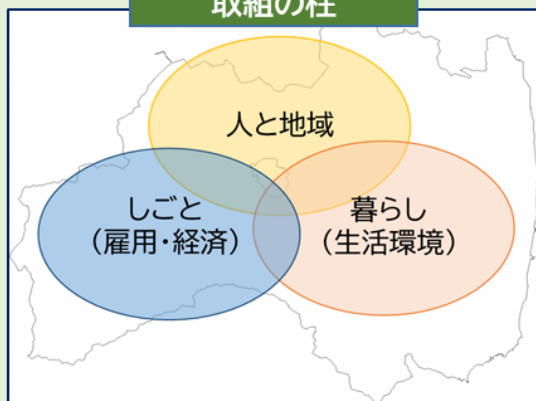 取組の柱
人と地域
しごと
（雇用・経済）
暮らし
（生活環境）